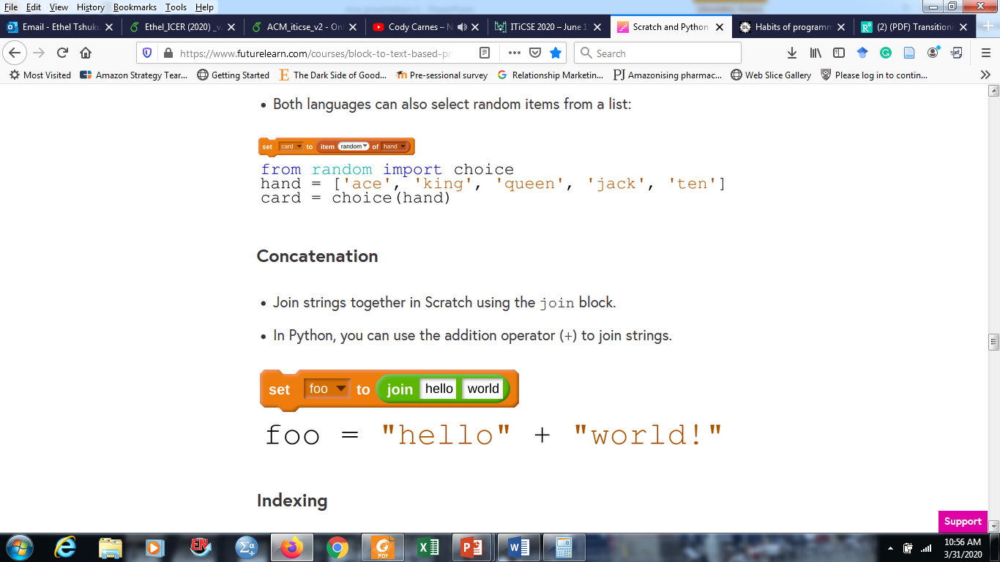 File Edit View History Bookmarks Tools Help
Email - Ethel Tshuku
Ethel_ICER (2020) _v
ACM_iticse_v2 - Onl
Cody Carnes – N
ITiCSE 2020 – June 1
Scratch and Python
Habits of programm
(2) (PDF) Transitioni
https://www.futurelearn.com/courses/block-to-text-based-pr
Search
Most Visited
Amazon Strategy Tear...
Getting Started
The Dark Side of Good...
Pre-sessional survey
Relationship Marketin...
Amazonising pharmac...
Web Slice Gallery
Please log in to contin...
• Both languages can also select random items from a list:
set card to item random of hand
from random import choice
hand = ['ace', 'king', 'queen', 'jack', 'ten']
card = choice(hand)
Concatenation
• Join strings together in Scratch using the join block.
• In Python, you can use the addition operator (+) to join strings.
set foo to join hello world
foo = "hello" + "world!"
Indexing
Support
10:56 AM
3/31/2020